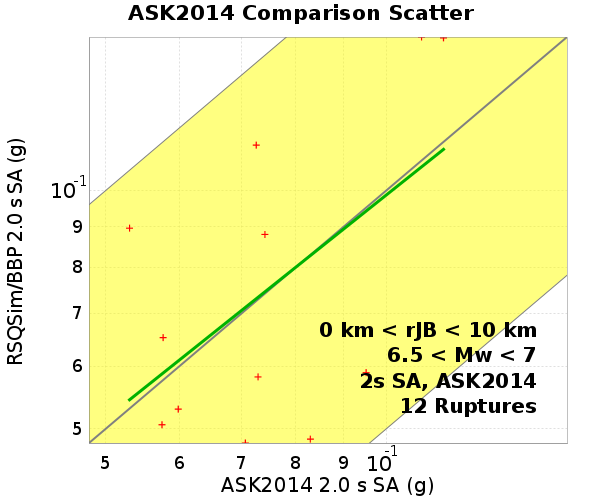 ASK2014 Comparison Scatter
RSQSim/BBP 2.0 s SA (g)
10-1
9
8
7
6
5
0 km < rJB < 10 km
6.5 < Mw < 7
2s SA, ASK2014
12 Ruptures
5 6 7 8 9 10-1
ASK2014 2.0 s SA (g)